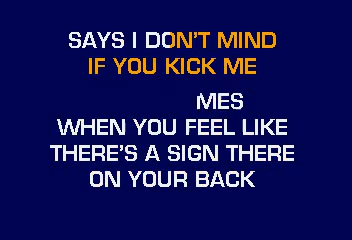 SAYS I DON'T MIND
IF YOU KICK ME
MES
WHEN YOU FEEL LIKE
THERE'S A SIGN THERE
ON YOUR BACK